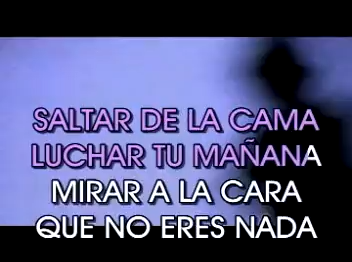 SALTAR DE LA CAMA
LUCHAR TU MAÑANA
MIRAR A LA CARA
QUE NO ERES NADA